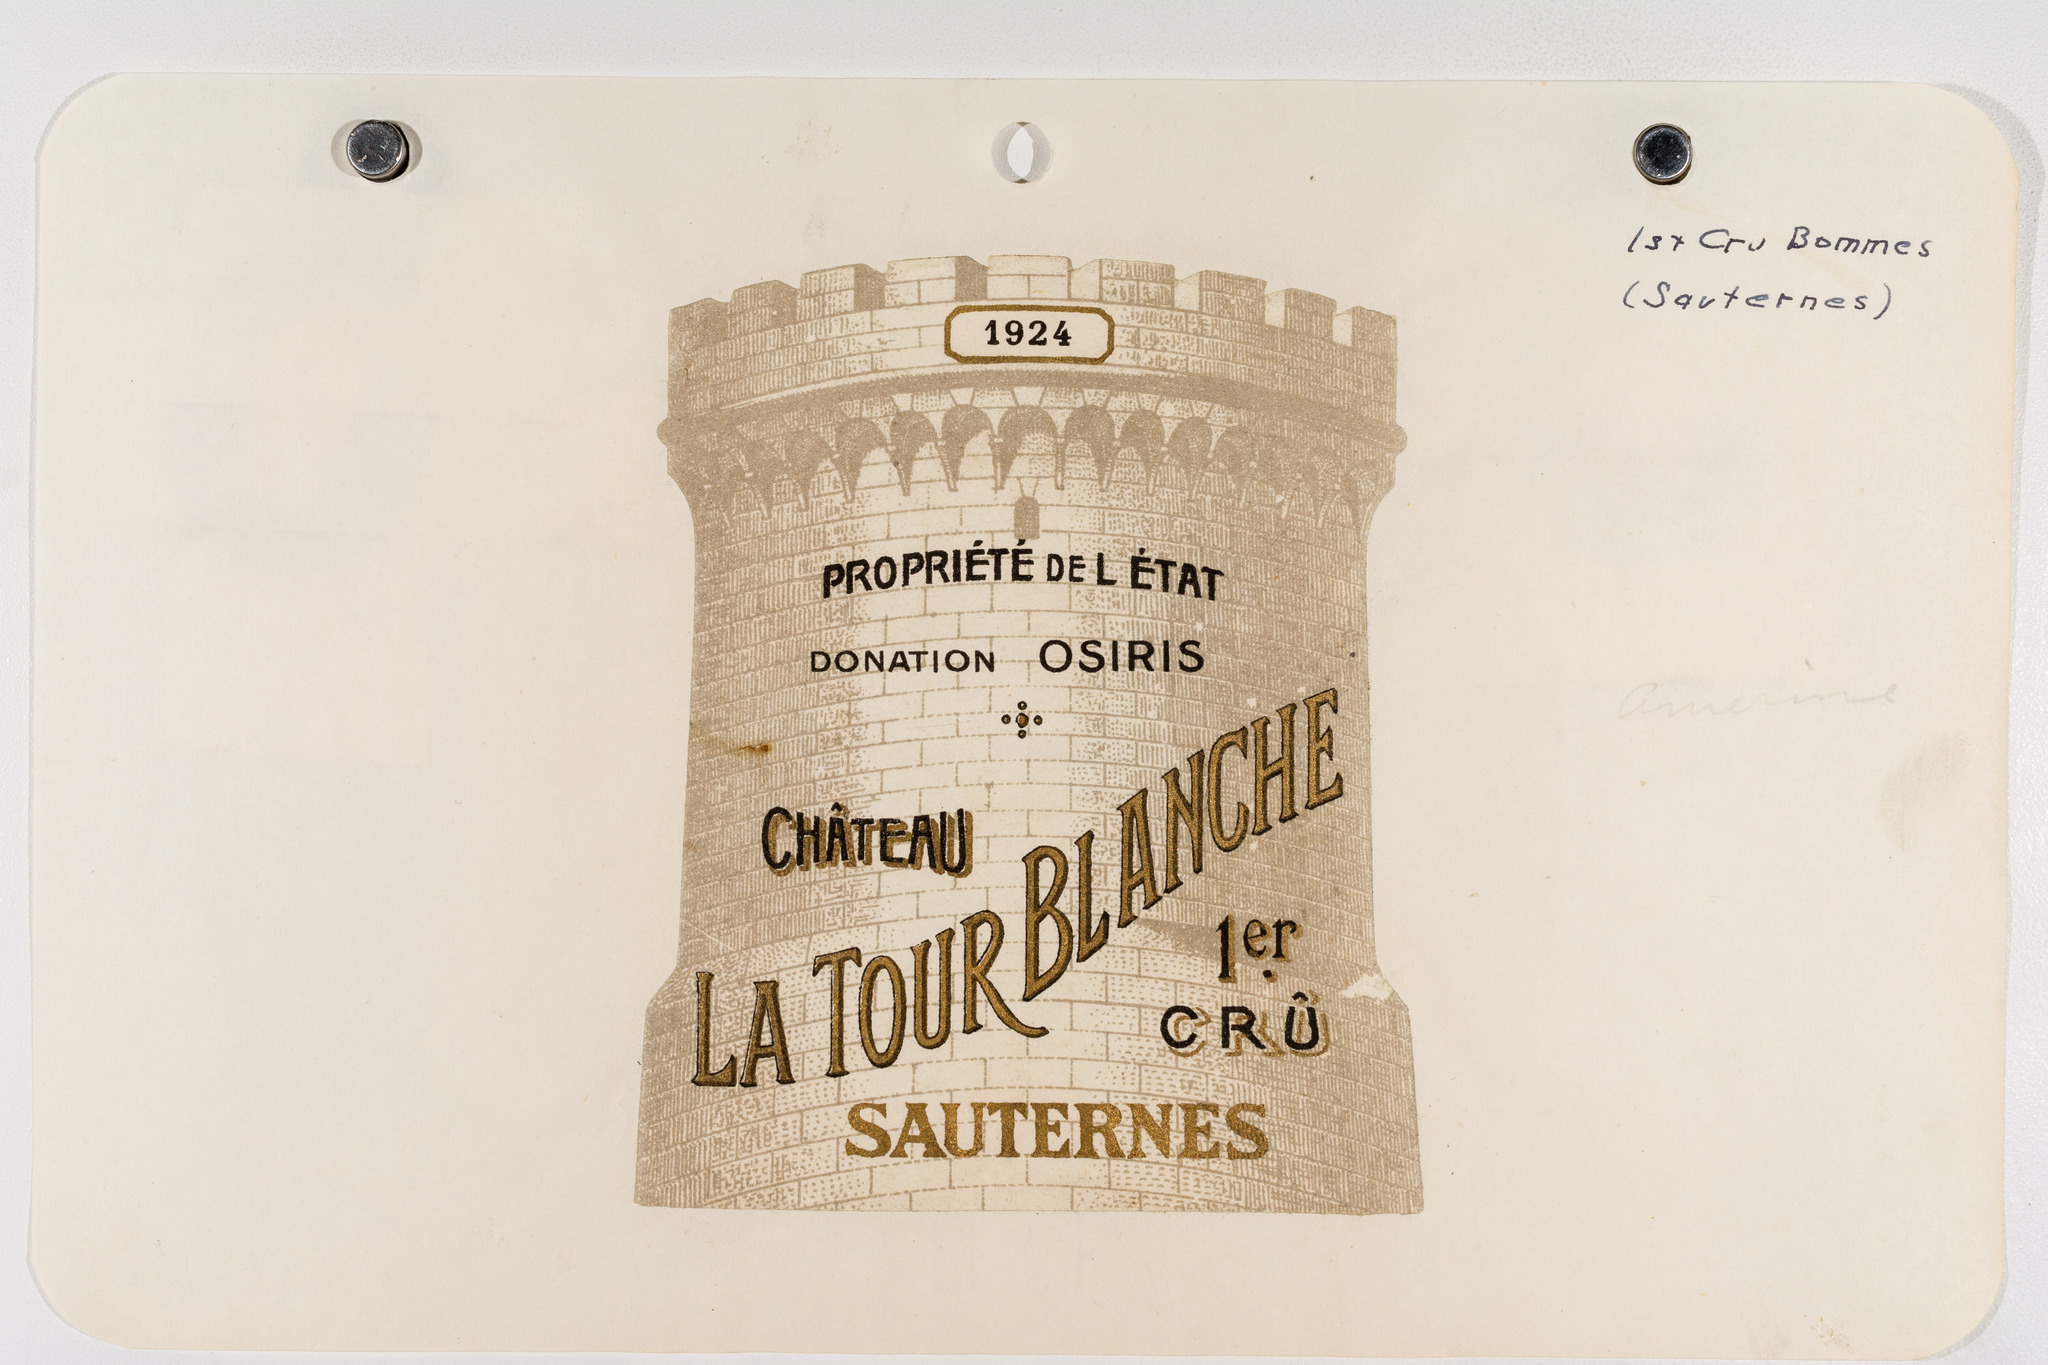 1st Cru Bommes
(Sauternes)
1924
PROPRIÉTÉ DE L ÉTAT
DONATION OSIRIS
Amerine
CHÂTEAU
LA TOUR BLANCHE
1er
CRÛ
SAUTERNES